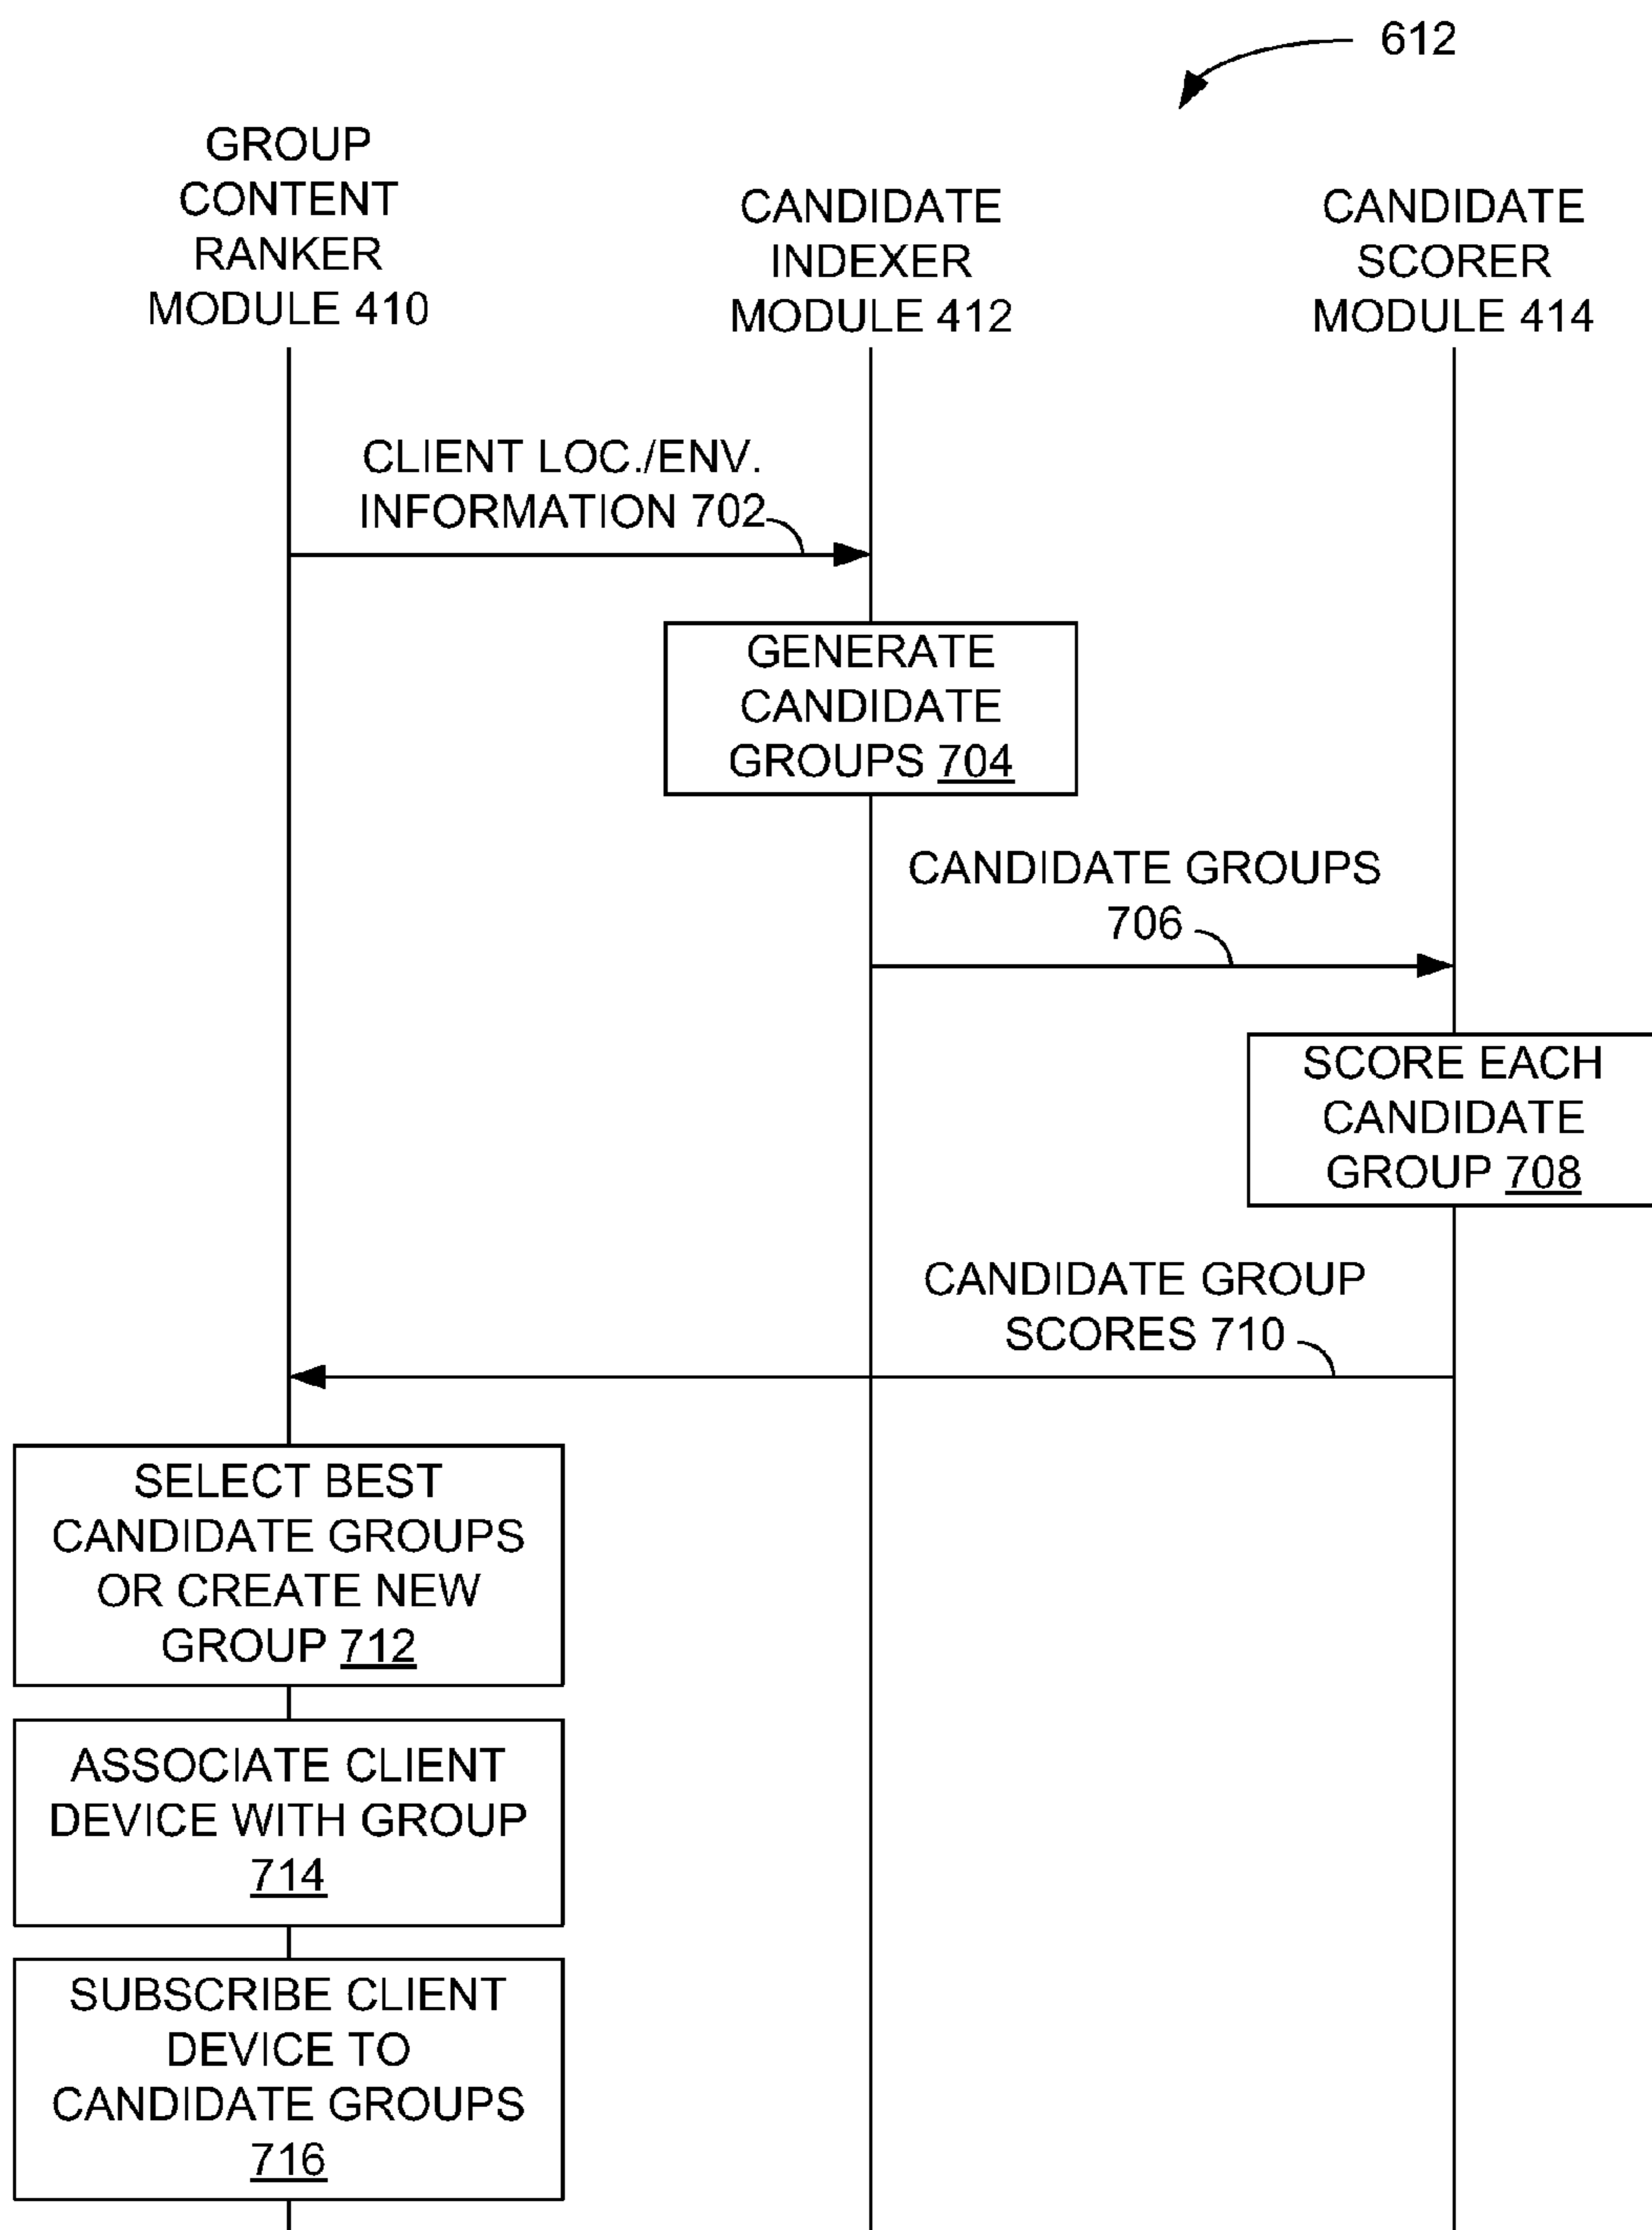 612
GROUP
CONTENT
RANKER
MODULE 410
CANDIDATE
INDEXER
MODULE 412
CANDIDATE
SCORER
MODULE 414
CLIENT LOC./ENV.
INFORMATION 702
GENERATE
CANDIDATE
GROUPS 704
CANDIDATE GROUPS
706
SCORE EACH
CANDIDATE
GROUP 708
CANDIDATE GROUP
SCORES 710
SELECT BEST
CANDIDATE GROUPS
OR CREATE NEW
GROUP 712
ASSOCIATE CLIENT
DEVICE WITH GROUP
714
SUBSCRIBE CLIENT
DEVICE TO
CANDIDATE GROUPS
716